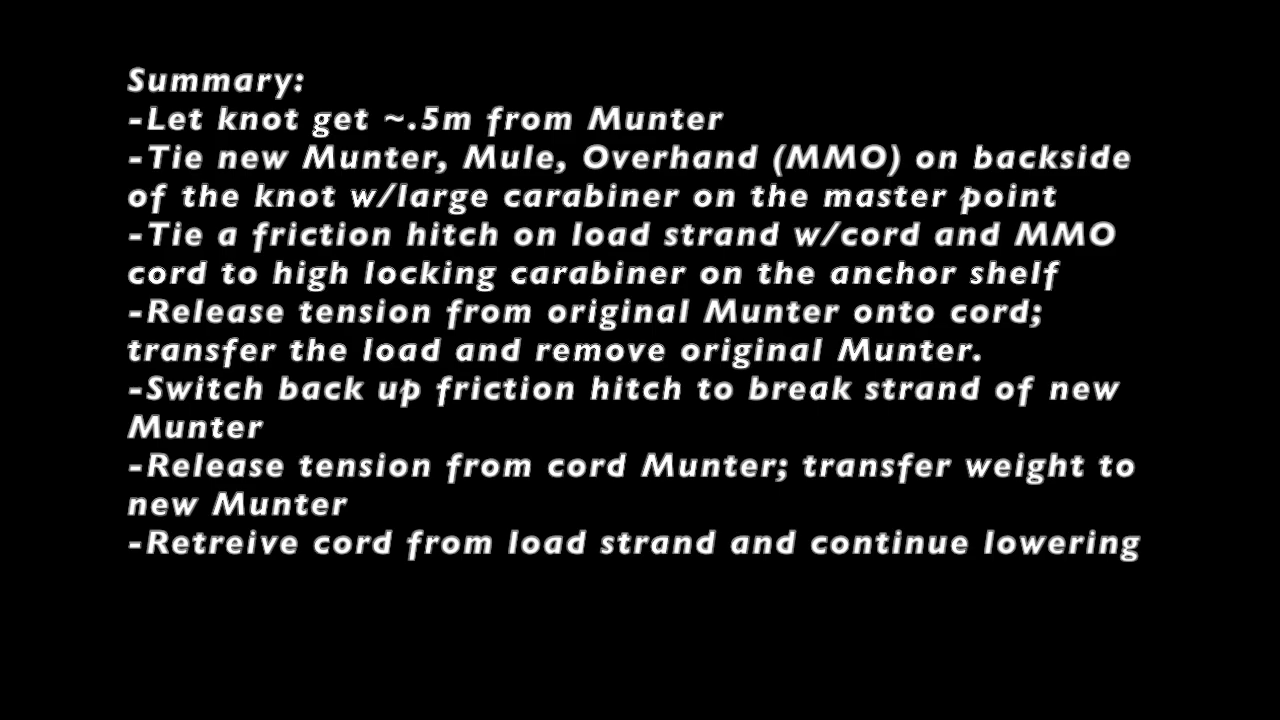 Summary:
-Let knot get ~.5m from Munter
-Tie new Munter, Mule, Overhand (MMO) on backside
of the knot w/large carabiner on the master point
-Tie a friction hitch on load strand w/cord and MMO
cord to high locking carabiner on the anchor shelf
-Release tension from original Munter onto cord;
transfer the load and remove original Munter.
-Switch back up friction hitch to break strand of new
Munter
-Release tension from cord Munter; transfer weight to
new Munter
-Retreive cord from load strand and continue lowering